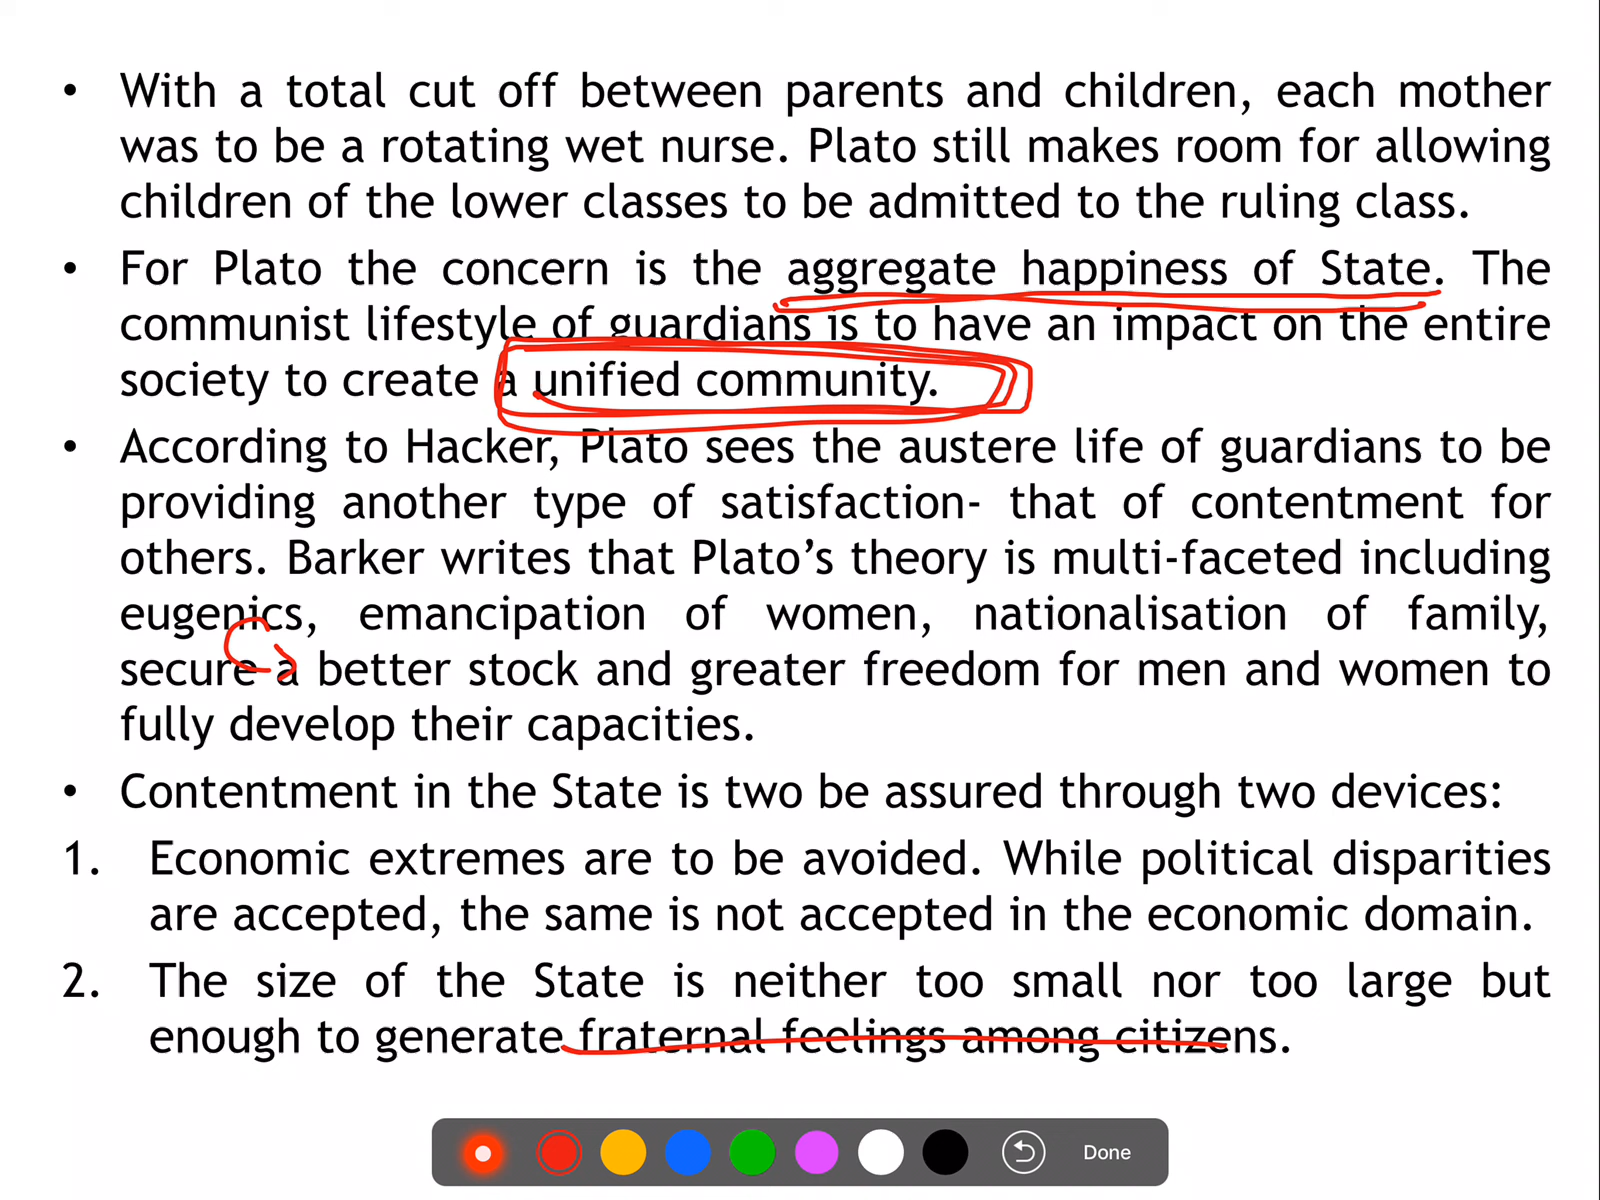 • With a total cut off between parents and children, each mother
was to be a rotating wet nurse. Plato still makes room for allowing
children of the lower classes to be admitted to the ruling class.
• For Plato the concern is the aggregate happiness of State. The
communist lifestyle of guardians is to have an impact on the entire
society to create a unified community.
• According to Hacker, Plato sees the austere life of guardians to be
providing another type of satisfaction- that of contentment for
others. Barker writes that Plato’s theory is multi-faceted including
eugenics, emancipation of women, nationalisation of family,
secure a better stock and greater freedom for men and women to
fully develop their capacities.
• Contentment in the State is two be assured through two devices:
1. Economic extremes are to be avoided. While political disparities
are accepted, the same is not accepted in the economic domain.
2. The size of the State is neither too small nor too large but
enough to generate fraternal feelings among citizens.
Done